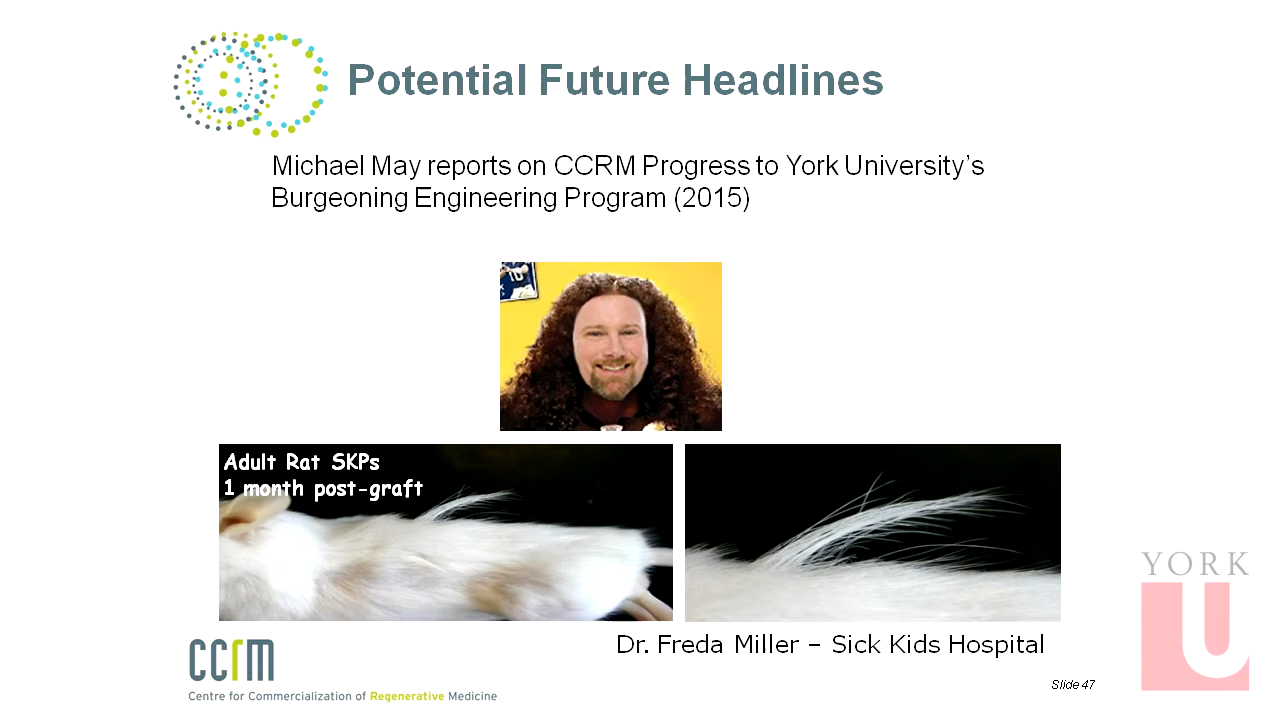 Potential Future Headlines
Michael May reports on CCRM Progress to York University's
Burgeoning Engineering Program (2015)
10
Adult Rat SKPs
1 month post-graft
Dr. Freda Miller – Sick Kids Hospital
ccrm
Centre for Commercialization of Regenerative Medicine
Slide 47
YORK
U